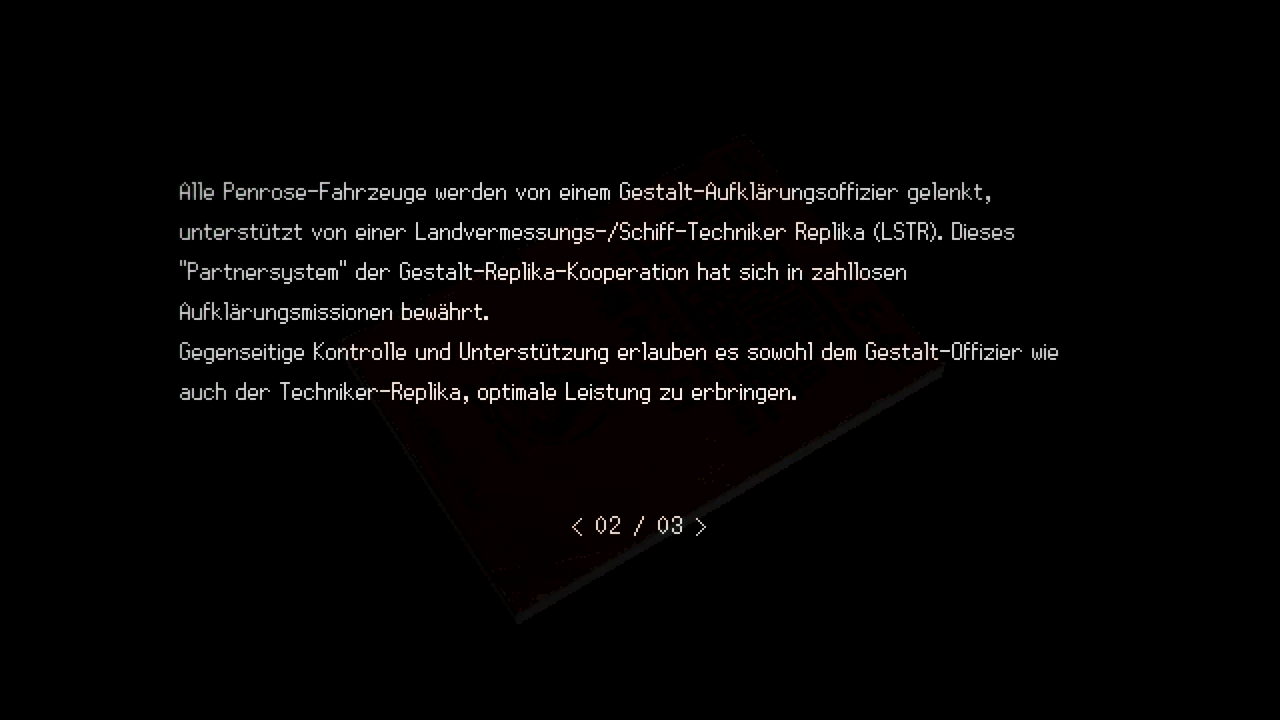 Alle Penrose-Fahrzeuge werden von einem Gestalt-Aufklärungsoffizier gelenkt,
unterstützt von einer Landvermessungs-/Schiff-Techniker Replika (LSTR). Dieses
"Partnersystem" der Gestalt-Replika-Kooperation hat sich in zahllosen
Aufklärungsmissionen bewährt.
Gegenseitige Kontrolle und Unterstützung erlauben es sowohl dem Gestalt-Offizier wie
auch der Techniker-Replika, optimale Leistung zu erbringen.
< 02 / 03 >